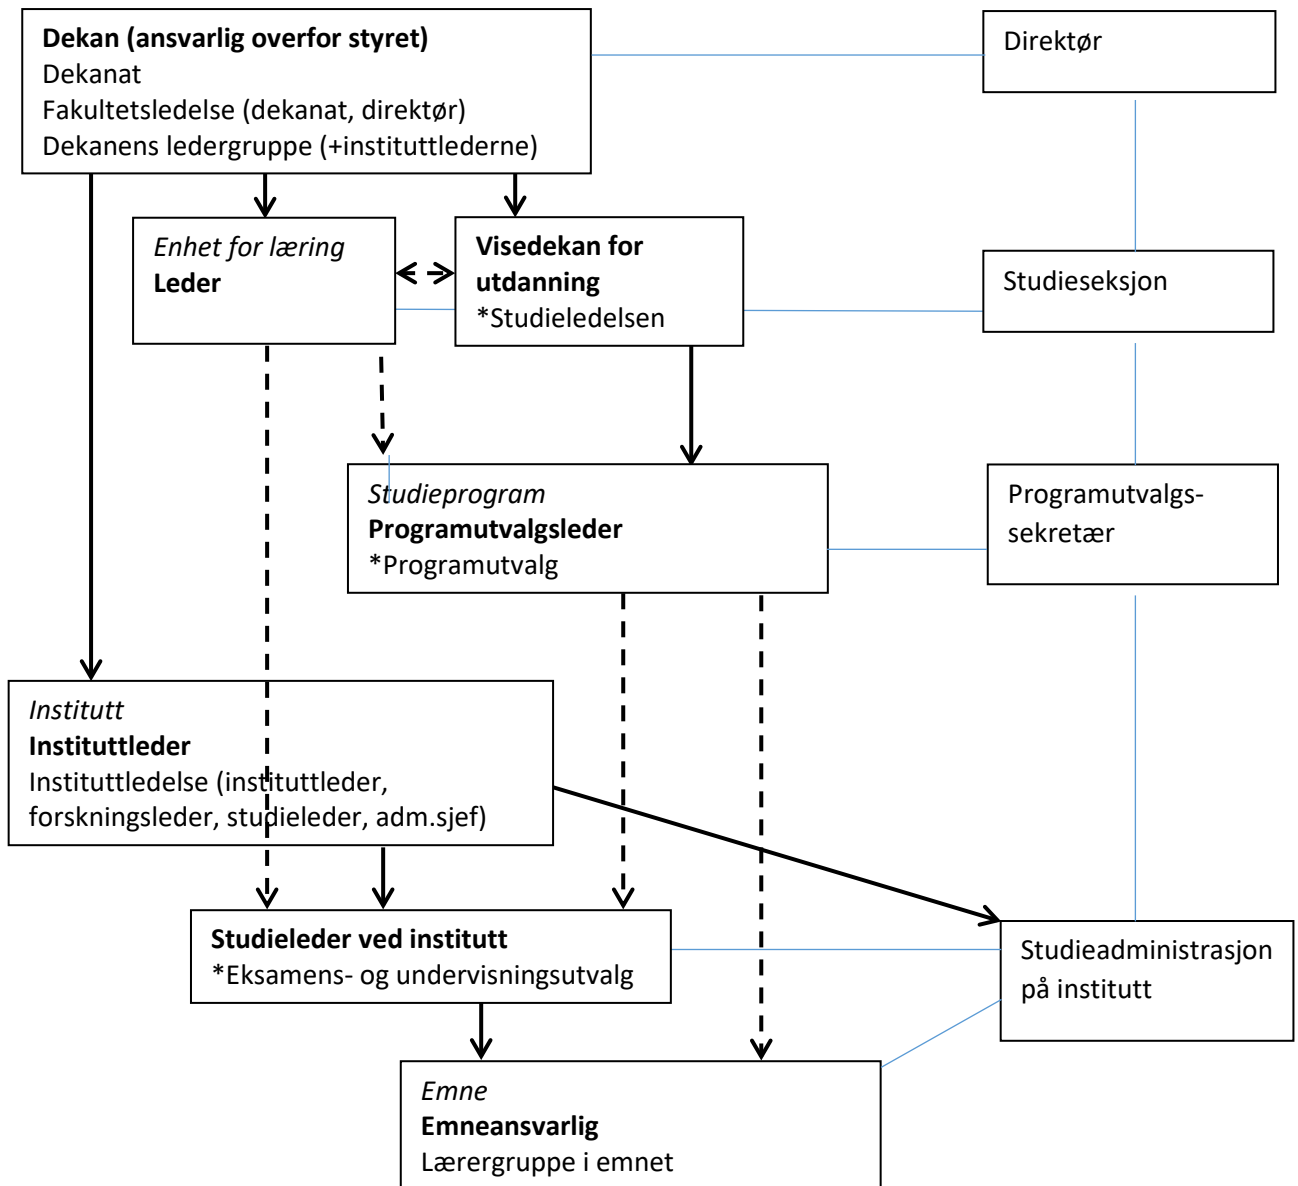 Dekan (ansvarlig overfor styret)
Dekanat
Fakultetsledelse (dekanat, direktør)
Dekanens ledergruppe (+instituttlederne)
Direktør
Enhet for læring
Leder
Visedekan for
utdanning
*Studieledelsen
Studieseksjon
Studieprogram
Programutvalgsleder
*Programutvalg
Programutvalgs-
sekretær
Institutt
Instituttleder
Instituttledelse (instituttleder,
forskningsleder, studieleder, adm.sjef)
Studieleder ved institutt
*Eksamens- og undervisningsutvalg
Studieadministrasjon
på institutt
Emne
Emneansvarlig
Lærergruppe i emnet